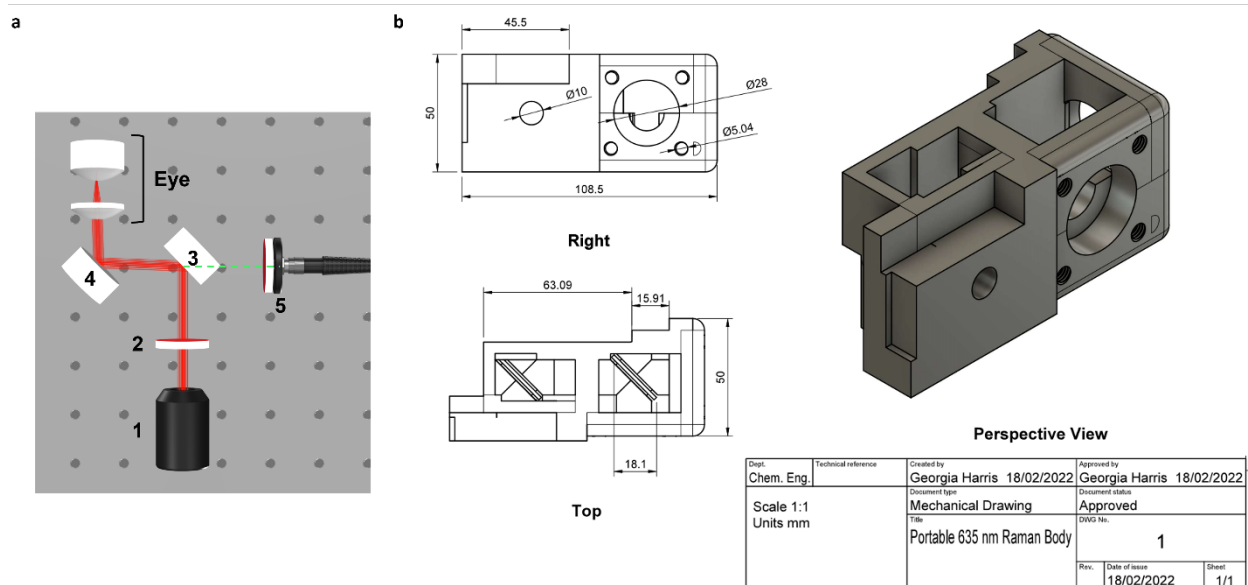 a
b
Eye
3
4
5
2
1
45.5
50
Ø10
Ø28
Ø5.04
D
108.5
Right
63.09
15.91
50
18.1
Top
D
Perspective View
Dept.
Chem. Eng.
Technical reference
Created by
Georgia Harris 18/02/2022
Approved by
Georgia Harris 18/02/2022
Scale 1:1
Units mm
Document type
Mechanical Drawing
Document status
Approved
Title
Portable 635 nm Raman Body
DWG No.
1
Rev.
Date of issue
18/02/2022
Sheet
1/1